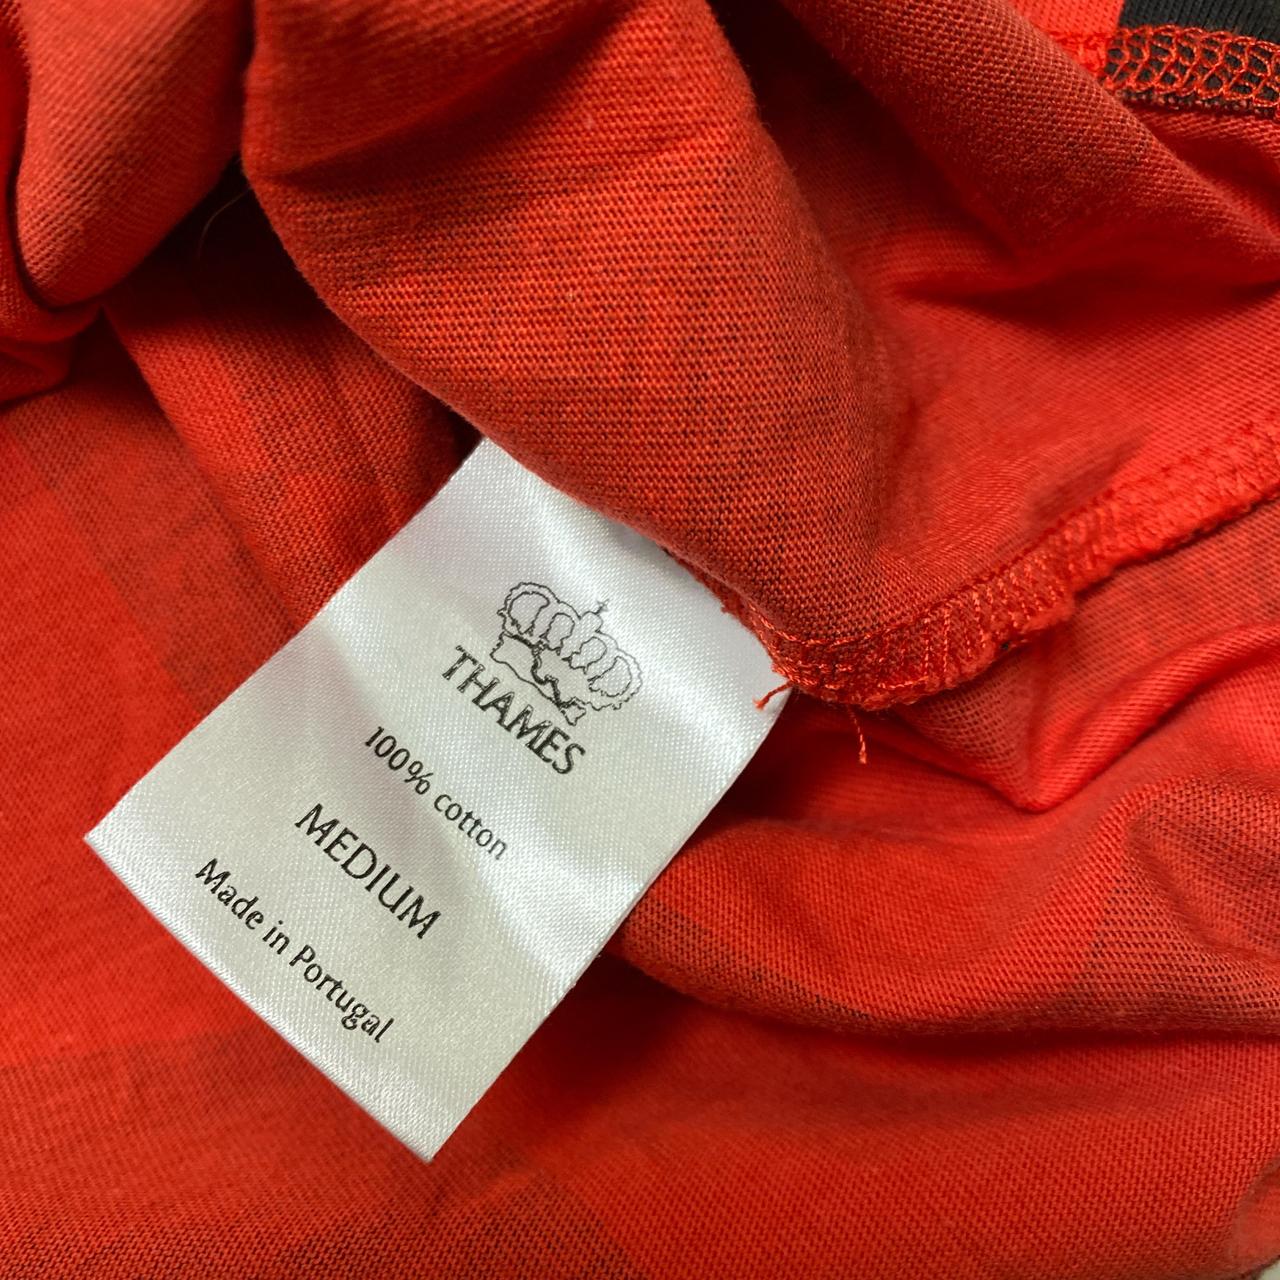 THAMES
100% cotton
MEDIUM
Made in Portugal